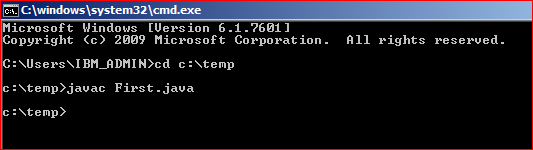 C:\windows\system32\cmd.exe
Microsoft Windows [Version 6.1.7601]
Copyright (c) 2009 Microsoft Corporation.  All rights reserved.
C:\Users\IBM_ADMIN>cd c:\temp
c:\temp>javac First.java
c:\temp>